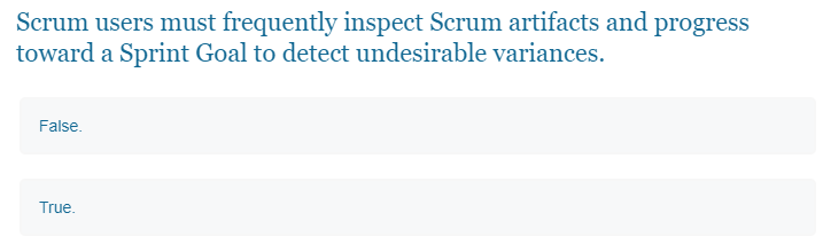 Scrum users must frequently inspect Scrum artifacts and progress
toward a Sprint Goal to detect undesirable variances.
False.
True.